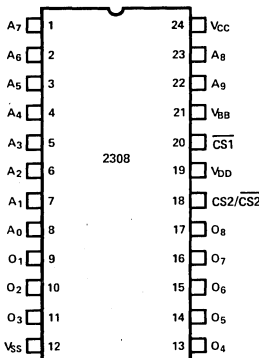 A7 1 24 VCC
A6 2 23 A8
A5 3 22 A9
A4 4 21 VBB
A3 5 20 C̅S̅1̅
2308
A2 6 19 VDD
A1 7 18 CS2/C̅S̅2̅
A0 8 17 O8
O1 9 16 O7
O2 10 15 O6
O3 11 14 O5
VSS 12 13 O4